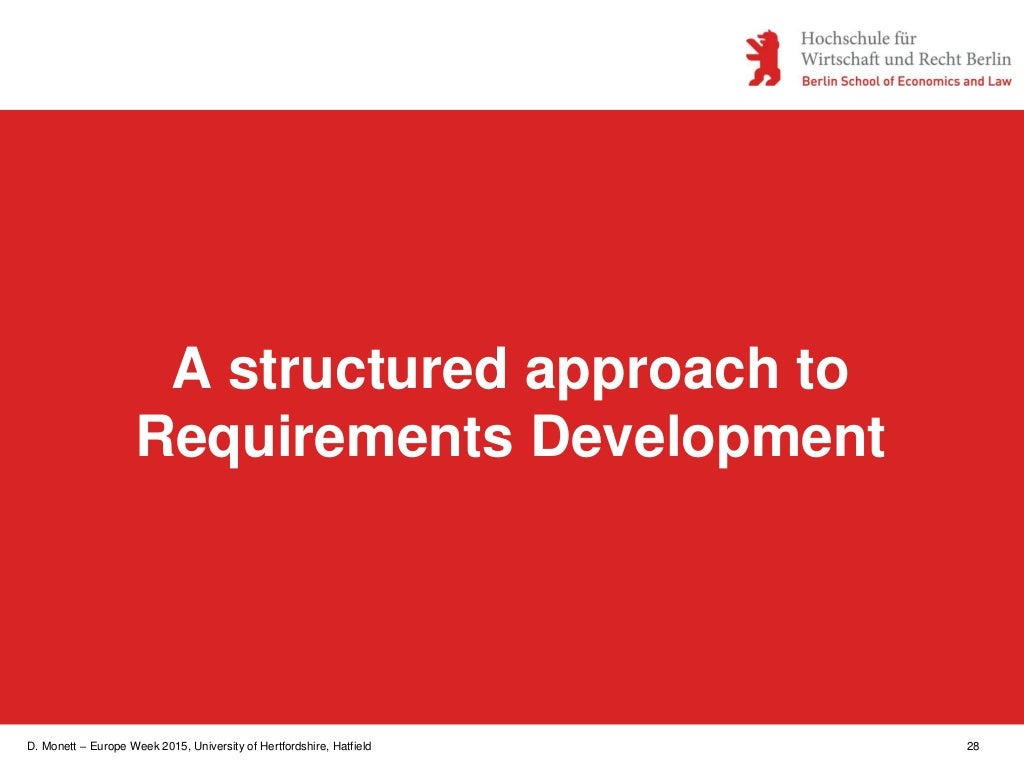 Hochschule für
Wirtschaft und Recht Berlin
Berlin School of Economics and Law
A structured approach to
Requirements Development
D. Monett – Europe Week 2015, University of Hertfordshire, Hatfield
28